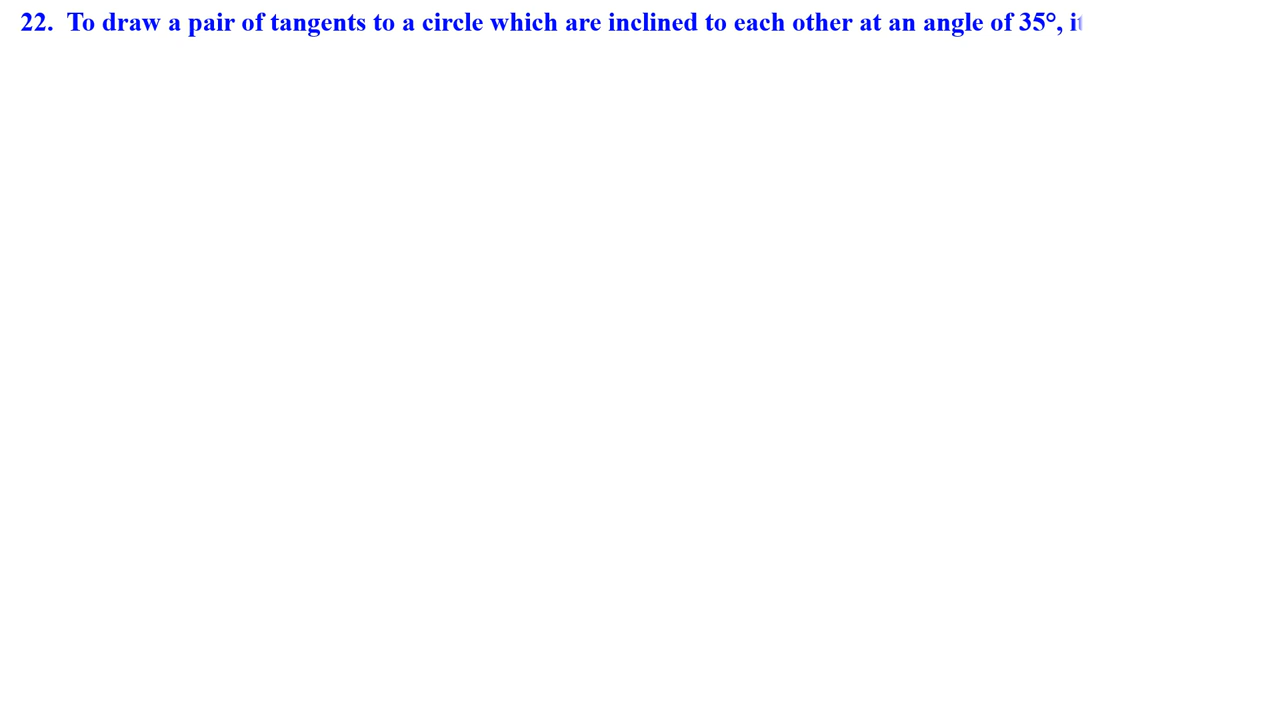 22. To draw a pair of tangents to a circle which are inclined to each other at an angle of 35°,